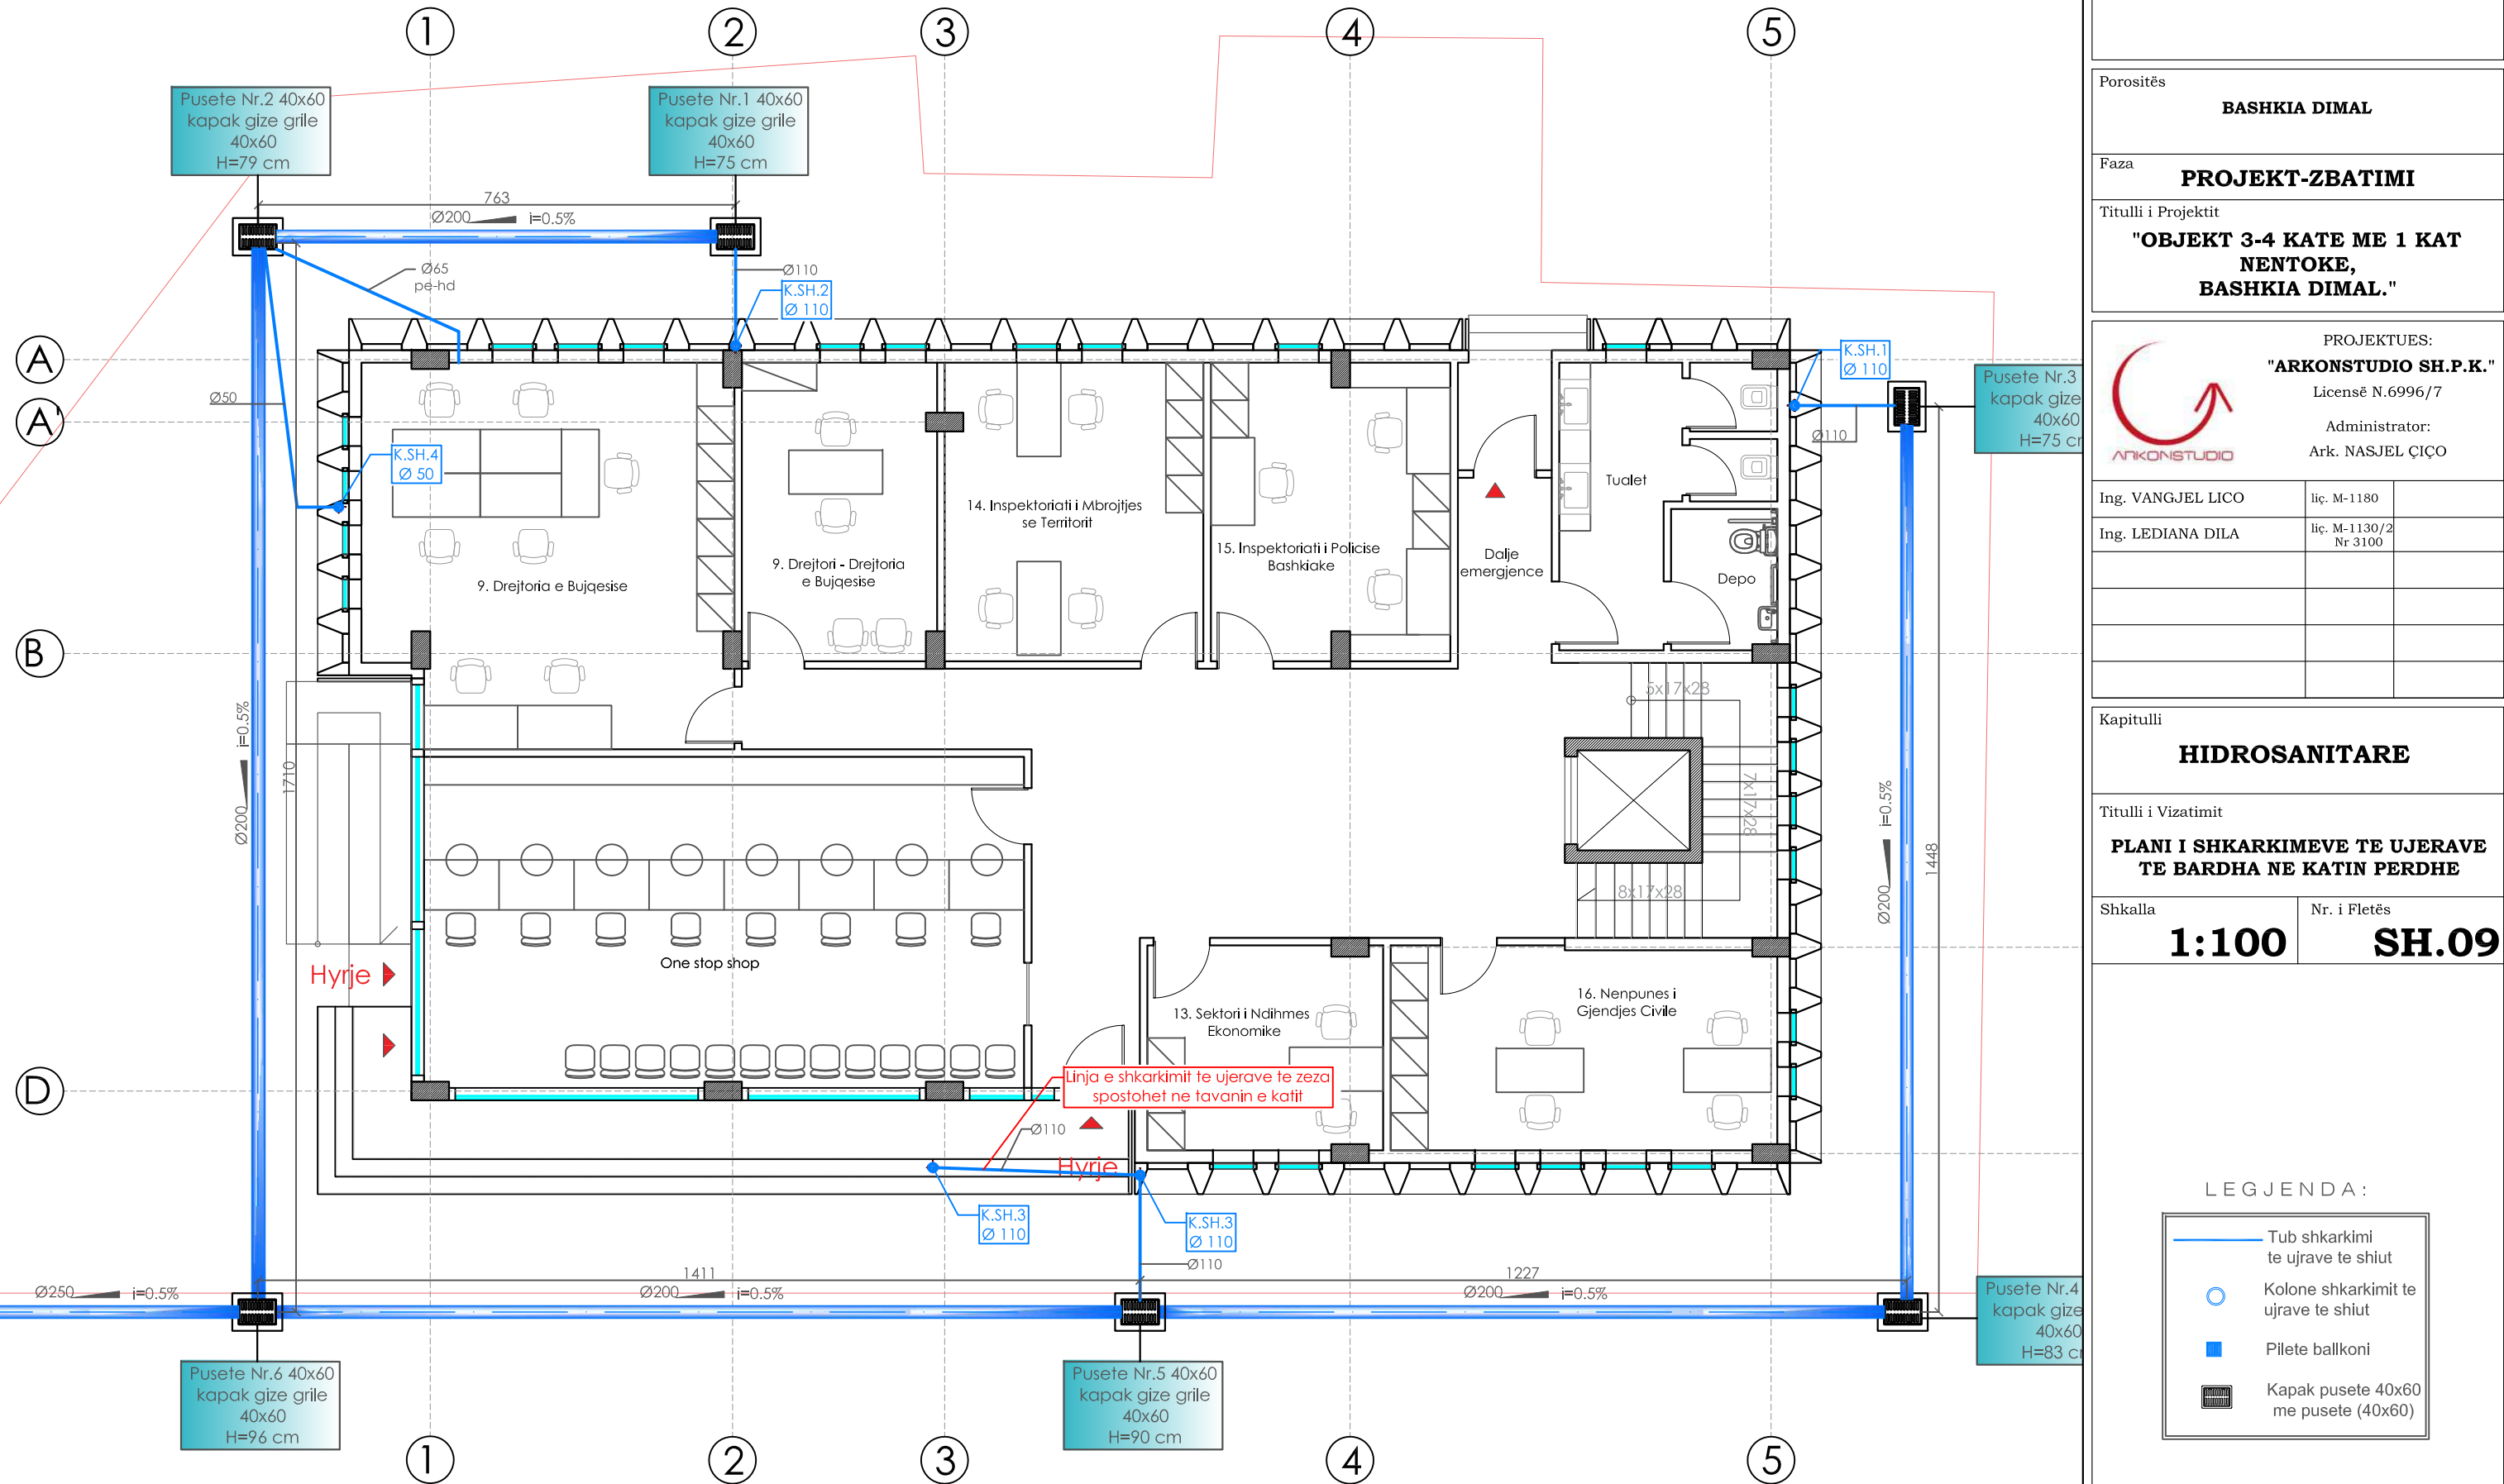 1
2
3
4
5
Pusete Nr.2 40x60
kapak gize grile
40x60
H=79 cm
Pusete Nr.1 40x60
kapak gize grile
40x60
H=75 cm
763
Ø200 i=0.5%
Ø65
pe-hd
Ø110
K.SH.2
Ø 110
A
K.SH.1
Ø 110
Pusete Nr.3
kapak gize
40x60
H=75 cm
Ø50
A'
Ø110
K.SH.4
Ø 50
Tualet
14. Inspektoriati i Mbrojtjes
se Territorit
15. Inspektoriati i Policise
Bashkiake
Dalje
emergjence
9. Drejtori - Drejtoria
e Bujqesise
9. Drejtoria e Bujqesise
Depo
B
5x17x28
Ø200 i=0.5%
1710
7x17x28
Ø200 i=0.5%
1448
8x17x28
One stop shop
Hyrje
13. Sektori i Ndihmes
Ekonomike
16. Nenpunes i
Gjendjes Civile
D
Linja e shkarkimit te ujerave te zeza
spostohet ne tavanin e katit
Ø110
Hyrje
K.SH.3
Ø 110
K.SH.3
Ø 110
Ø110
1411
1227
Ø250 i=0.5%
Ø200 i=0.5%
Ø200 i=0.5%
Pusete Nr.4
kapak gize
40x60
H=83 cm
Pusete Nr.6 40x60
kapak gize grile
40x60
H=96 cm
Pusete Nr.5 40x60
kapak gize grile
40x60
H=90 cm
1
2
3
4
5
Porositës
BASHKIA DIMAL
Faza
PROJEKT-ZBATIMI
Titulli i Projektit
"OBJEKT 3-4 KATE ME 1 KAT
NENTOKE,
BASHKIA DIMAL."
PROJEKTUES:
"ARKONSTUDIO SH.P.K."
Licensë N.6996/7
Administrator:
Ark. NASJEL ÇIÇO
ARKONSTUDIO
Ing. VANGJEL LICO liç. M-1180
Ing. LEDIANA DILA liç. M-1130/2
Nr 3100
Kapitulli
HIDROSANITARE
Titulli i Vizatimit
PLANI I SHKARKIMEVE TE UJERAVE
TE BARDHA NE KATIN PERDHE
Shkalla
1:100
Nr. i Fletës
SH.09
LEGJENDA:
Tub shkarkimi
te ujrave te shiut
Kolone shkarkimit te
ujrave te shiut
Pilete ballkoni
Kapak pusete 40x60
me pusete (40x60)